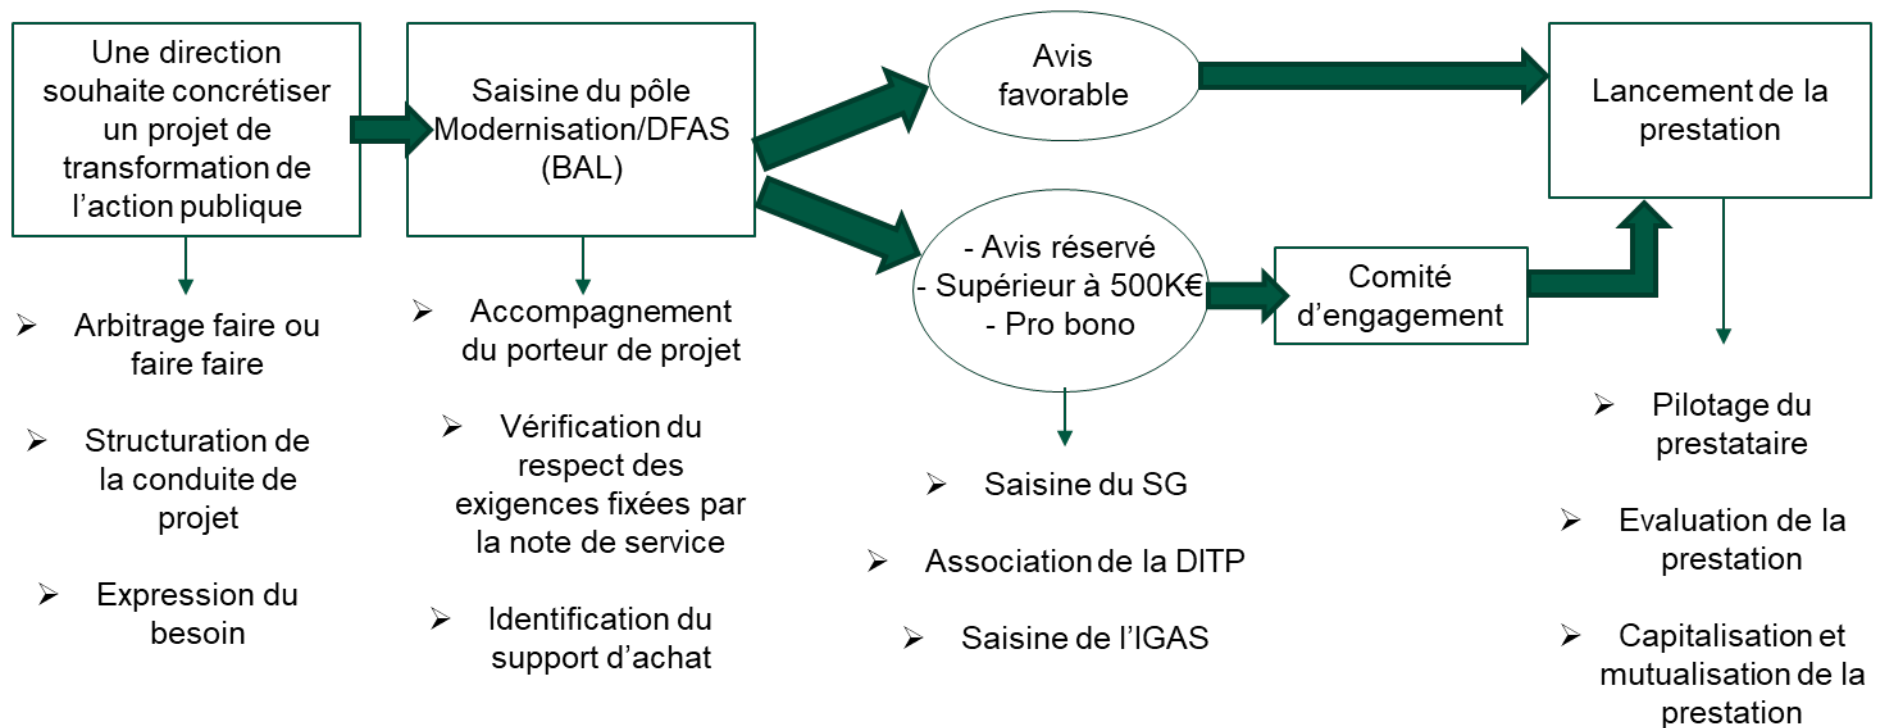 Une direction
souhaite concrétiser
un projet de
transformation de
l'action publique
➢ Arbitrage faire ou
faire faire
➢ Structuration de
la conduite de
projet
➢ Expression du
besoin
Saisine du pôle
Modernisation/DFAS
(BAL)
➢ Accompagnement
du porteur de projet
➢ Vérification du
respect des
exigences fixées par
la note de service
➢ Identification du
support d'achat
Avis
favorable
- Avis réservé
- Supérieur à 500K€
- Pro bono
➢ Saisine du SG
➢ Association de la DITP
➢ Saisine de l'IGAS
Comité
d'engagement
Lancement de la
prestation
➢ Pilotage du
prestataire
➢ Evaluation de la
prestation
➢ Capitalisation et
mutualisation de la
prestation